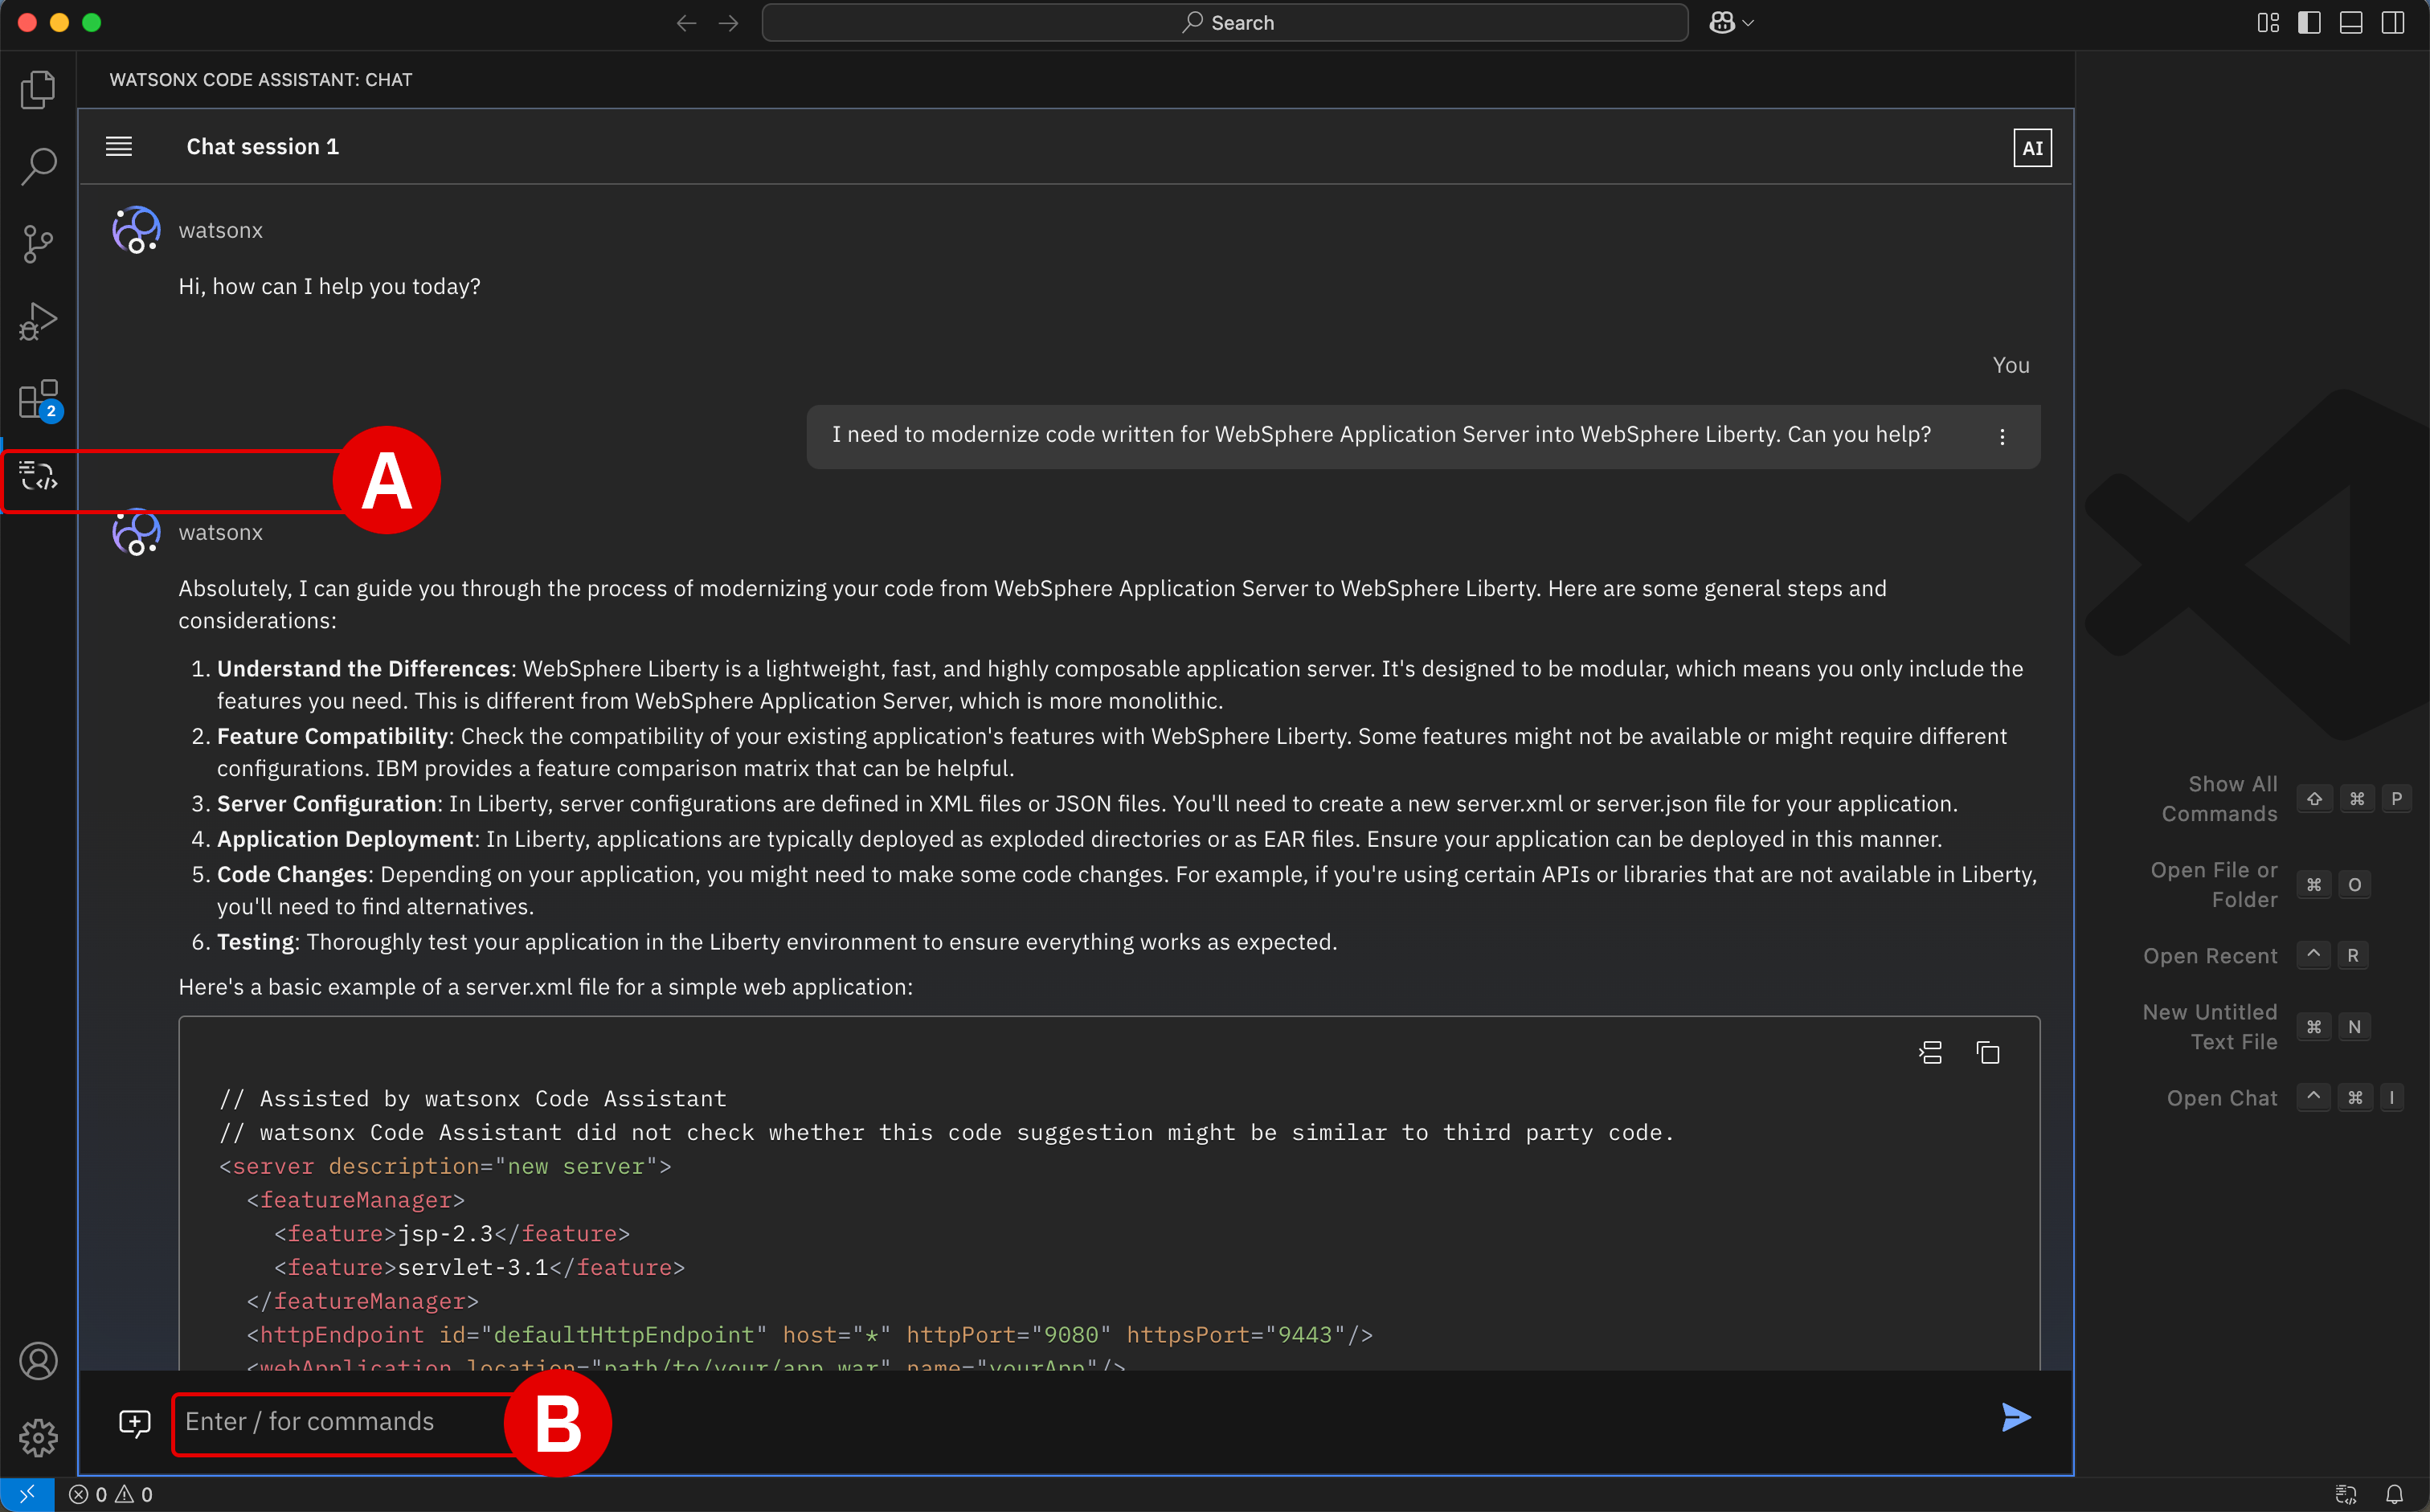 Search
WATSONX CODE ASSISTANT: CHAT
Chat session 1
AI
watsonx
Hi, how can I help you today?
You
I need to modernize code written for WebSphere Application Server into WebSphere Liberty. Can you help?
2
A
watsonx
Absolutely, I can guide you through the process of modernizing your code from WebSphere Application Server to WebSphere Liberty. Here are some general steps and
considerations:
1. Understand the Differences: WebSphere Liberty is a lightweight, fast, and highly composable application server. It's designed to be modular, which means you only include the
features you need. This is different from WebSphere Application Server, which is more monolithic.
2. Feature Compatibility: Check the compatibility of your existing application's features with WebSphere Liberty. Some features might not be available or might require different
configurations. IBM provides a feature comparison matrix that can be helpful.
3. Server Configuration: In Liberty, server configurations are defined in XML files or JSON files. You'll need to create a new server.xml or server.json file for your application.
4. Application Deployment: In Liberty, applications are typically deployed as exploded directories or as EAR files. Ensure your application can be deployed in this manner.
5. Code Changes: Depending on your application, you might need to make some code changes. For example, if you're using certain APIs or libraries that are not available in Liberty,
you'll need to find alternatives.
6. Testing: Thoroughly test your application in the Liberty environment to ensure everything works as expected.
Here's a basic example of a server.xml file for a simple web application:
// Assisted by watsonx Code Assistant
// watsonx Code Assistant did not check whether this code suggestion might be similar to third party code.
<server description="new server">
<featureManager>
<feature>jsp-2.3</feature>
<feature>servlet-3.1</feature>
</featureManager>
<httpEndpoint id="defaultHttpEndpoint" host="*" httpPort="9080" httpsPort="9443"/>
<webApplication location="path/to/your/app.war" name="yourApp"/>
Enter / for commands
B
Show All
Commands
⇧ ⌘ P
Open File or
Folder
⌘ O
Open Recent ^ R
New Untitled
Text File
⌘ N
Open Chat ^ ⌘ I
0 0